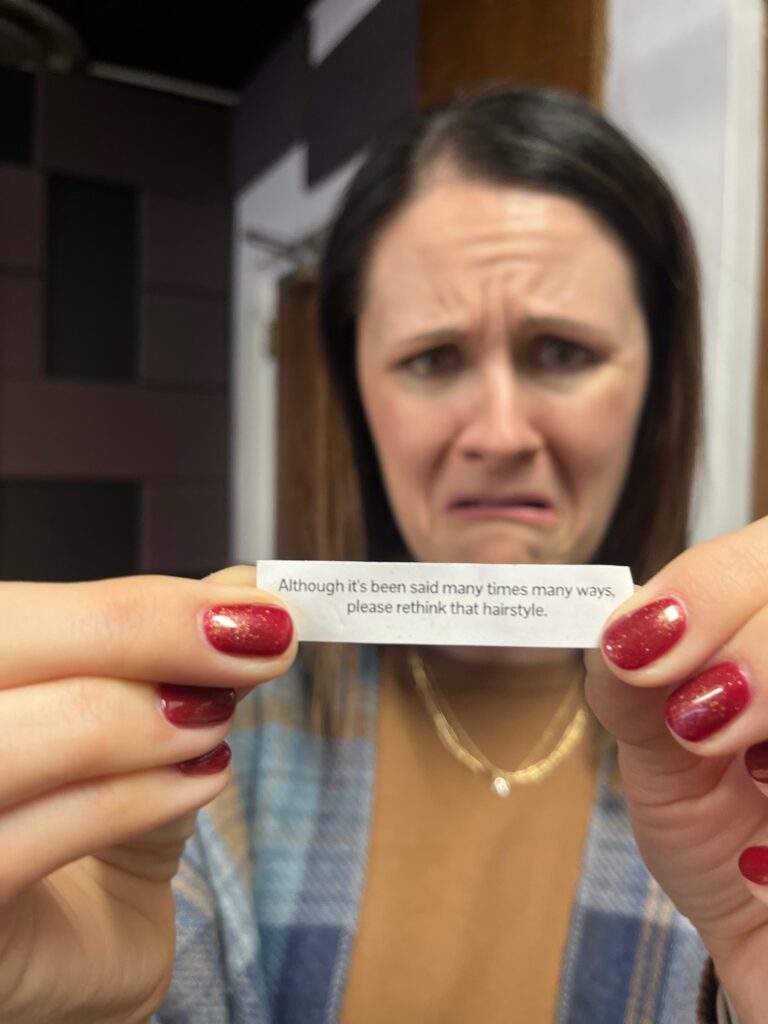 Although it's been said many times many ways,
please rethink that hairstyle.